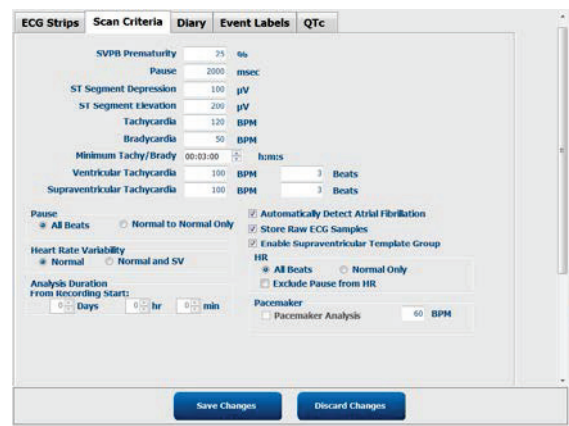 ECG Strips Scan Criteria Diary Event Labels QTc
SVPB Prematurity 25 %
Pause 2000 msec
ST Segment Depression 100 µV
ST Segment Elevation 200 µV
Tachycardia 120 BPM
Bradycardia 50 BPM
Minimum Tachy/Brady 00:03:00 h:m:s
Ventricular Tachycardia 100 BPM 3 Beats
Supraventricular Tachycardia 100 BPM 3 Beats
Pause
All Beats Normal to Normal Only
Heart Rate Variability
Normal Normal and SV
Analysis Duration
From Recording Start:
0 Days 0 hr 0 min
Automatically Detect Atrial Fibrillation
Store Raw ECG Samples
Enable Supraventricular Template Group
HR
All Beats Normal Only
Exclude Pause from HR
Pacemaker
Pacemaker Analysis 60 BPM
Save Changes Discard Changes